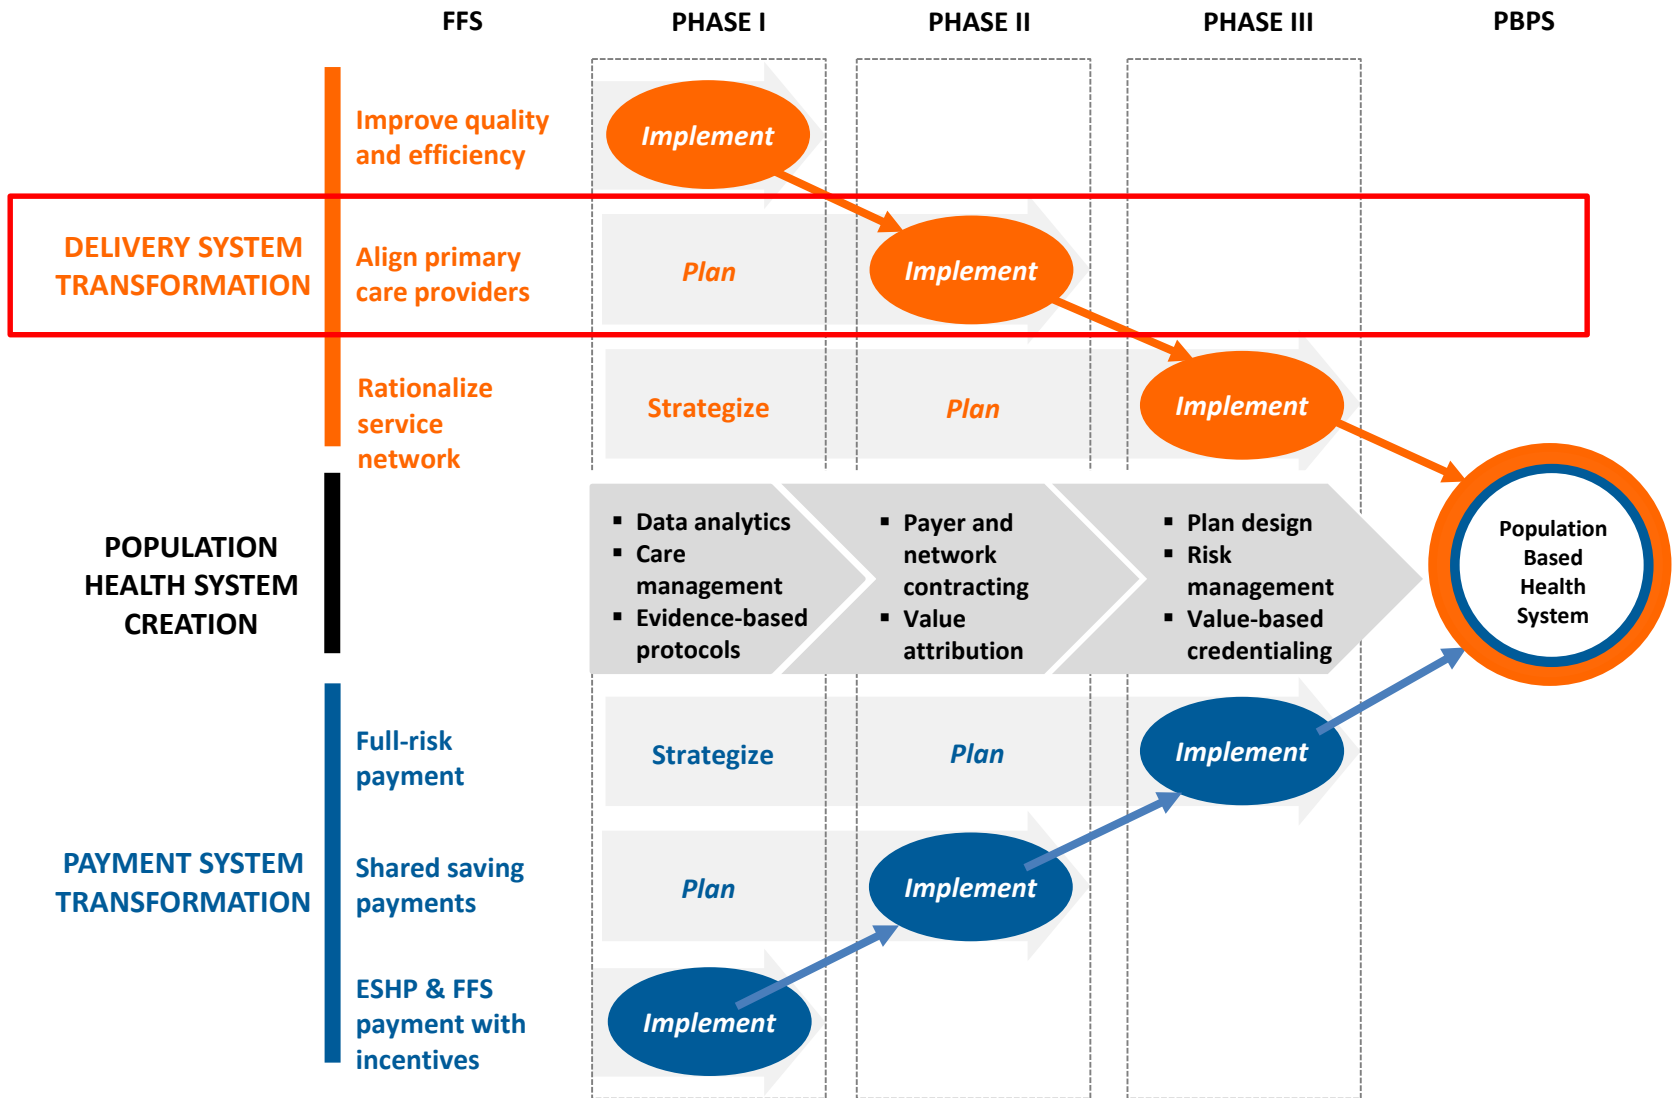 FFS
PHASE I
PHASE II
PHASE III
PBPS
Improve quality
and efficiency
Implement
DELIVERY SYSTEM
TRANSFORMATION
Align primary
care providers
Plan
Implement
Rationalize
service
network
Strategize
Plan
Implement
POPULATION
HEALTH SYSTEM
CREATION
▪ Data analytics
▪ Care
management
▪ Evidence-based
protocols
▪ Payer and
network
contracting
▪ Value
attribution
▪ Plan design
▪ Risk
management
▪ Value-based
credentialing
Population
Based
Health
System
Full-risk
payment
Strategize
Plan
Implement
PAYMENT SYSTEM
TRANSFORMATION
Shared saving
payments
Plan
Implement
ESHP & FFS
payment with
incentives
Implement